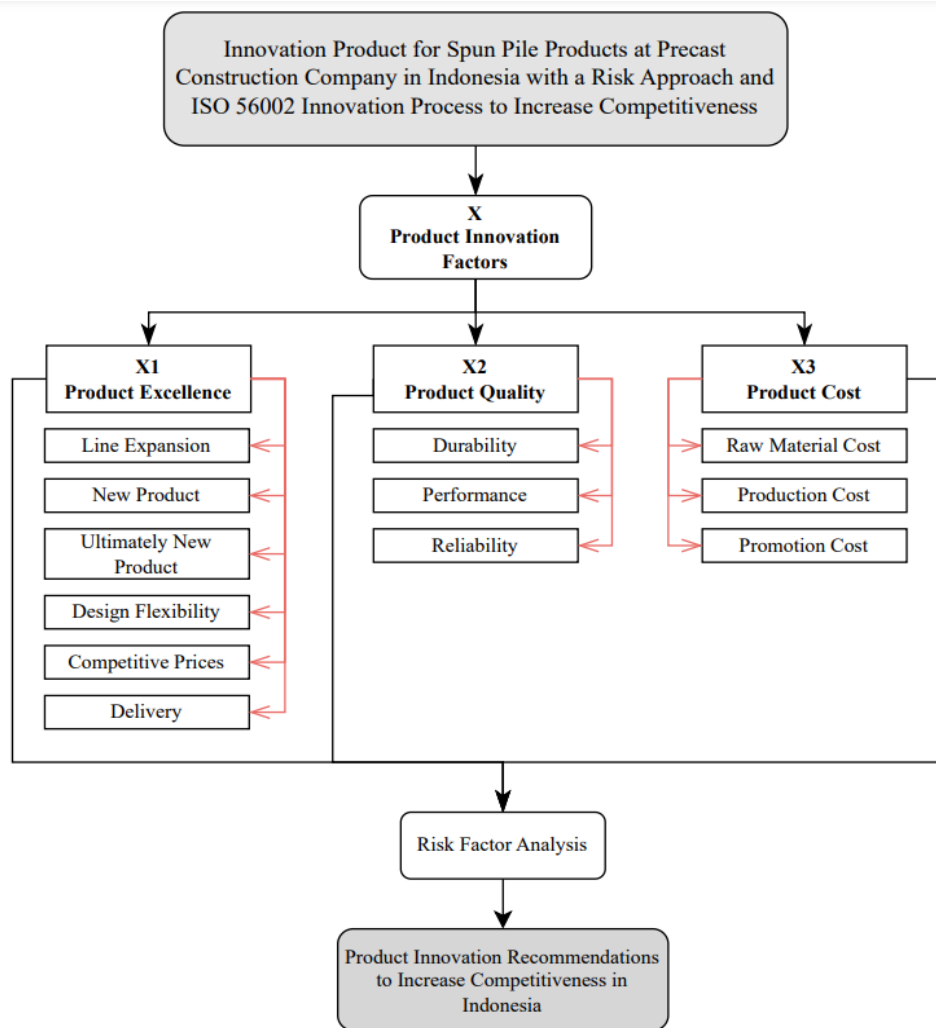 Innovation Product for Spun Pile Products at Precast
Construction Company in Indonesia with a Risk Approach and
ISO 56002 Innovation Process to Increase Competitiveness
X
Product Innovation
Factors
X1
Product Excellence
Line Expansion
New Product
Ultimately New
Product
Design Flexibility
Competitive Prices
Delivery
X2
Product Quality
Durability
Performance
Reliability
X3
Product Cost
Raw Material Cost
Production Cost
Promotion Cost
Risk Factor Analysis
Product Innovation Recommendations
to Increase Competitiveness in
Indonesia